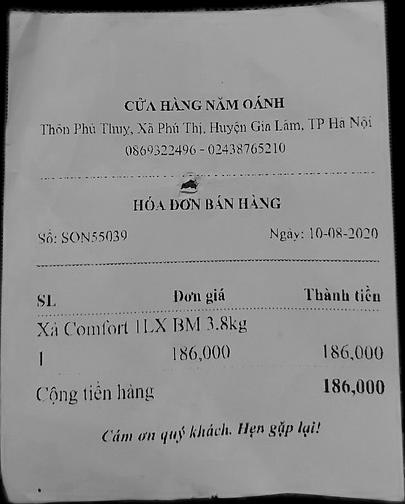 CỬA HÀNG NĂM OÁNH
Thôn Phú Thuỵ, Xã Phú Thị, Huyện Gia Lâm, TP Hà Nội
0869322496 - 02438765210
HÓA ĐƠN BÁN HÀNG
Số: SON55039 Ngày: 10-08-2020
SL Đơn giá Thành tiền
Xả Comfort 1LX BM 3.8kg
1 186,000 186,000
Cộng tiền hàng 186,000
Cám ơn quý khách. Hẹn gặp lại!